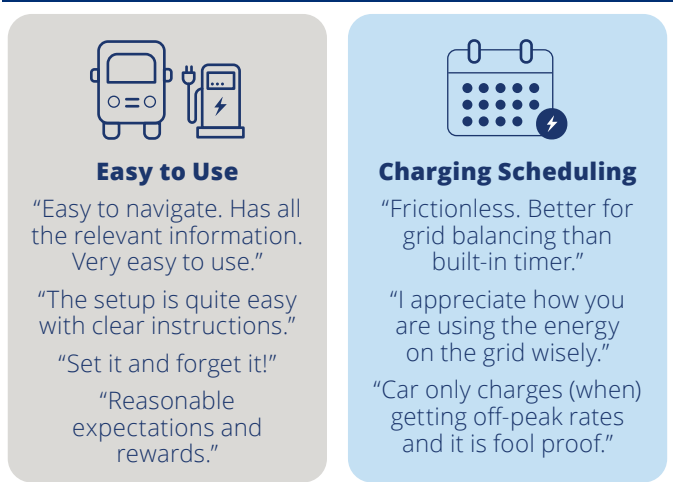 Easy to Use
“Easy to navigate. Has all
the relevant information.
Very easy to use.”
“The setup is quite easy
with clear instructions.”
“Set it and forget it!”
“Reasonable
expectations and
rewards.”
Charging Scheduling
“Frictionless. Better for
grid balancing than
built-in timer.”
“I appreciate how you
are using the energy
on the grid wisely.”
“Car only charges (when)
getting off-peak rates
and it is fool proof.”